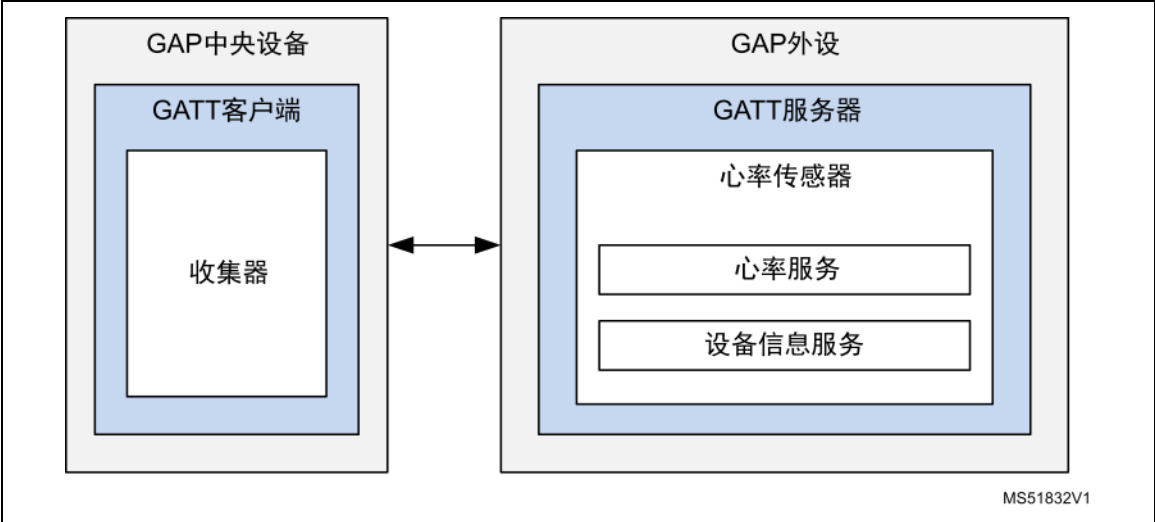 GAP中央设备
GATT客户端
收集器
GAP外设
GATT服务器
心率传感器
心率服务
设备信息服务
MS51832V1